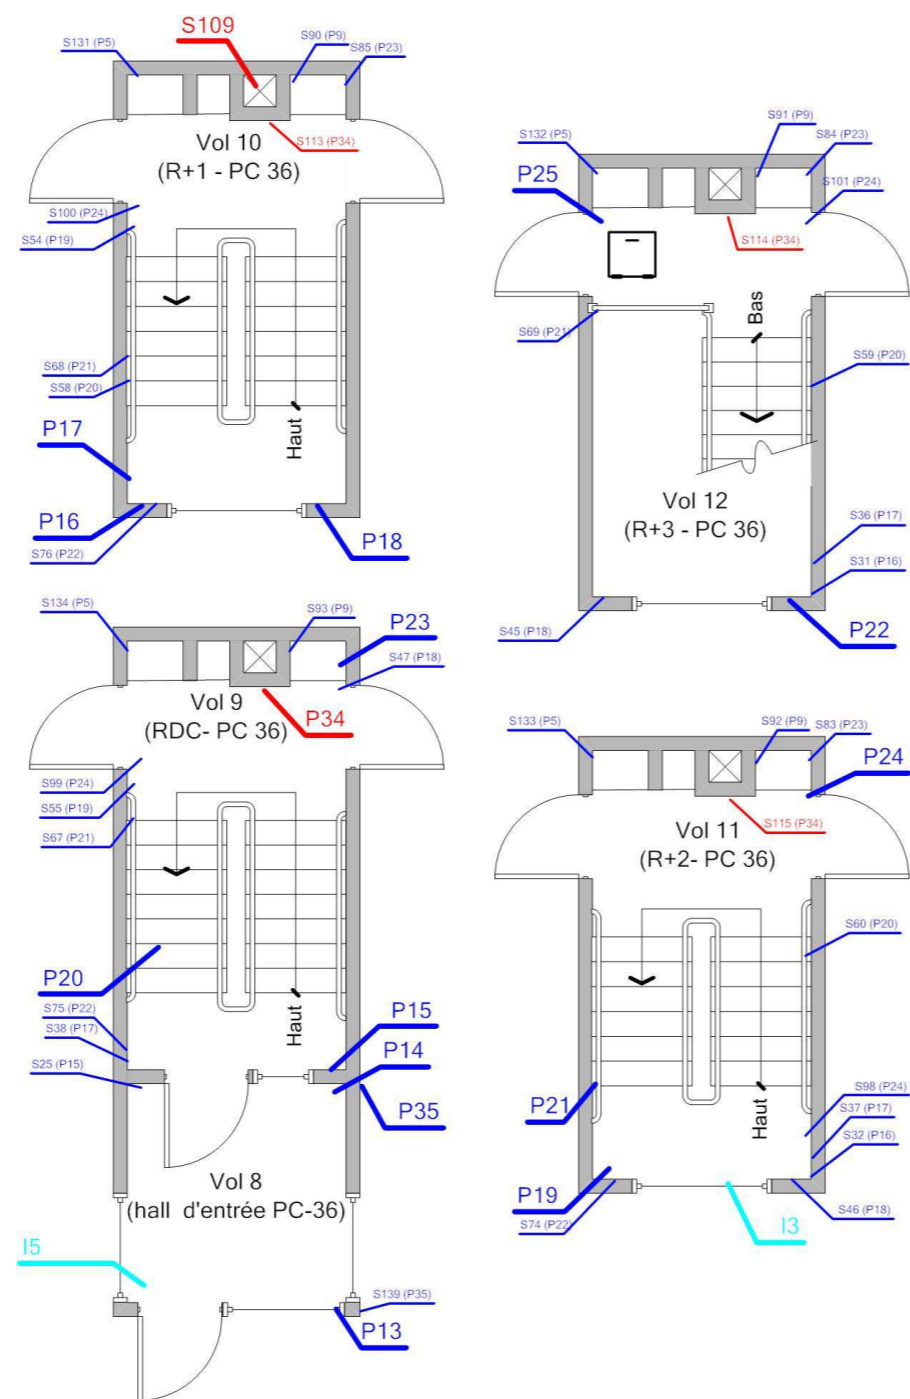 S109
S131 (P5)
S90 (P9)
S85 (P23)
Vol 10
(R+1 - PC 36)
S113 (P34)
S100 (P24)
S54 (P19)
S68 (P21)
S58 (P20)
Haut
P17
P16
P18
S76 (P22)
S132 (P5)
S91 (P9)
S84 (P23)
P25
S101 (P24)
S114 (P34)
Bas
S69 (P21)
S59 (P20)
Vol 12
(R+3 - PC 36)
S36 (P17)
S31 (P16)
S45 (P18)
P22
S134 (P5)
S93 (P9)
P23
S47 (P18)
Vol 9
(RDC- PC 36)
P34
S99 (P24)
S55 (P19)
S67 (P21)
P20
S75 (P22)
S38 (P17)
S25 (P15)
Haut
P15
P14
P35
Vol 8
(hall d'entrée PC-36)
I5
S139 (P35)
P13
S133 (P5)
S92 (P9)
S83 (P23)
P24
Vol 11
(R+2- PC 36)
S115 (P34)
S60 (P20)
P21
Haut
S98 (P24)
S37 (P17)
S32 (P16)
P19
S74 (P22)
I3
S46 (P18)